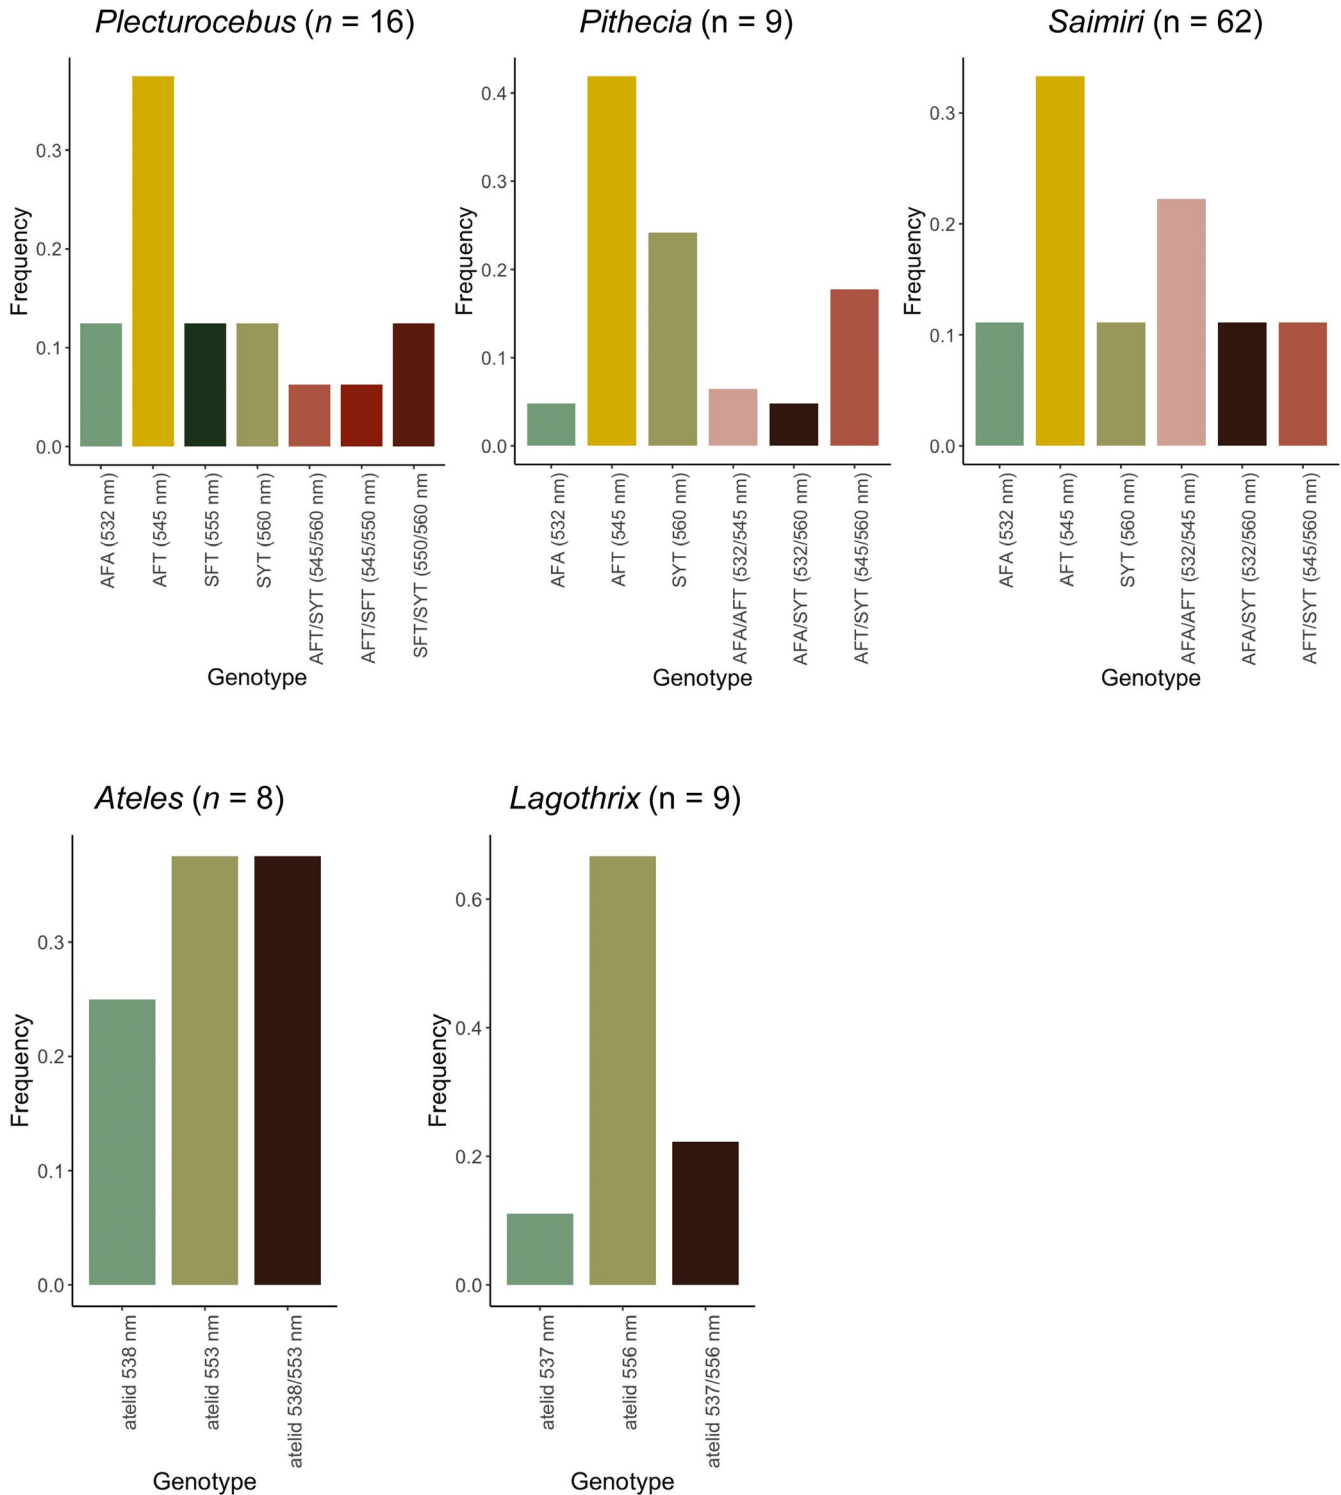 Plecturocebus (n = 16)
Frequency
0.3
0.2
0.1
0.0
AFA (532 nm)
AFT (545 nm)
SFT (555 nm)
SYT (560 nm)
AFT/SYT (545/560 nm)
AFT/SFT (545/550 nm)
SFT/SYT (550/560 nm
Genotype
Pithecia (n = 9)
Frequency
0.4
0.3
0.2
0.1
0.0
AFA (532 nm)
AFT (545 nm)
SYT (560 nm)
AFA/AFT (532/545 nm)
AFA/SYT (532/560 nm)
AFT/SYT (545/560 nm)
Genotype
Saimiri (n = 62)
Frequency
0.3
0.2
0.1
0.0
AFA (532 nm)
AFT (545 nm)
SYT (560 nm)
AFA/AFT (532/545 nm)
AFA/SYT (532/560 nm)
AFT/SYT (545/560 nm)
Genotype
Ateles (n = 8)
Frequency
0.3
0.2
0.1
0.0
atelid 538 nm
atelid 553 nm
atelid 538/553 nm
Genotype
Lagothrix (n = 9)
Frequency
0.6
0.4
0.2
0.0
atelid 537 nm
atelid 556 nm
atelid 537/556 nm
Genotype